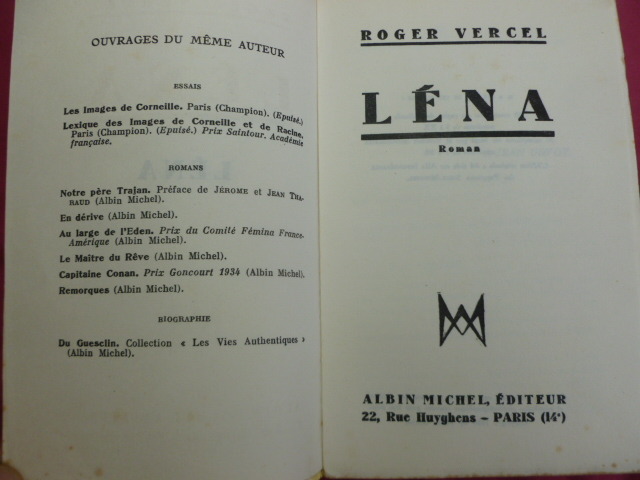 OUVRAGES DU MÊME AUTEUR
ESSAIS
Les Images de Corneille. Paris (Champion). (Epuisé.)
Lexique des Images de Corneille et de Racine.
Paris (Champion). (Epuisé.) Prix Saintour. Académie
française.
ROMANS
Notre père Trajan. Préface de JÉROME et JEAN THA-
RAUD (Albin Michel).
En dérive (Albin Michel).
Au large de l'Eden. Prix du Comité Fémina France-
Amérique (Albin Michel).
Le Maître du Rêve (Albin Michel).
Capitaine Conan. Prix Goncourt 1934 (Albin Michel).
Remorques (Albin Michel).
BIOGRAPHIE
Du Guesclin. Collection « Les Vies Authentiques »
(Albin Michel).
ROGER VERCEL
LÉNA
Roman
ALBIN MICHEL, ÉDITEUR
22, Rue Huyghens – PARIS (14e)